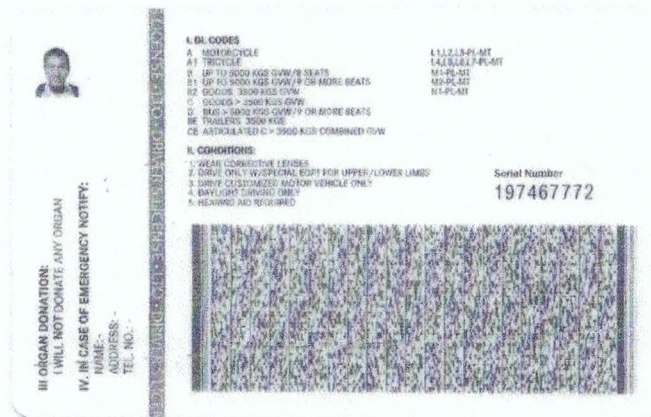 I. DL CODES
A MOTORCYCLE L1,L2,L3-PL-MT
A1 TRICYCLE L4,L5,L6,L7-PL-MT
B UP TO 5000 KGS GVW/8 SEATS M1-PL-MT
B1 UP TO 5000 KGS GVW/9 OR MORE SEATS M2-PL-MT
B2 GOODS 3500 KGS GVW N1-PL-MT
C GOODS > 3500 KGS GVW
D BUS > 5000 KGS GVW/9 OR MORE SEATS
BE TRAILERS 3500 KGS
CE ARTICULATED C > 3500 KGS COMBINED GVW
II. CONDITIONS:
1. WEAR CORRECTIVE LENSES
2. DRIVE ONLY W/SPECIAL EQPT FOR UPPER/LOWER LIMBS
3. DRIVE CUSTOMIZED MOTOR VEHICLE ONLY
4. DAYLIGHT DRIVING ONLY
5. HEARING AID REQUIRED
Serial Number
197467772
III ORGAN DONATION:
I WILL NOT DONATE ANY ORGAN
IV. IN CASE OF EMERGENCY NOTIFY:
NAME:-
ADDRESS: -
TEL. NO.: -